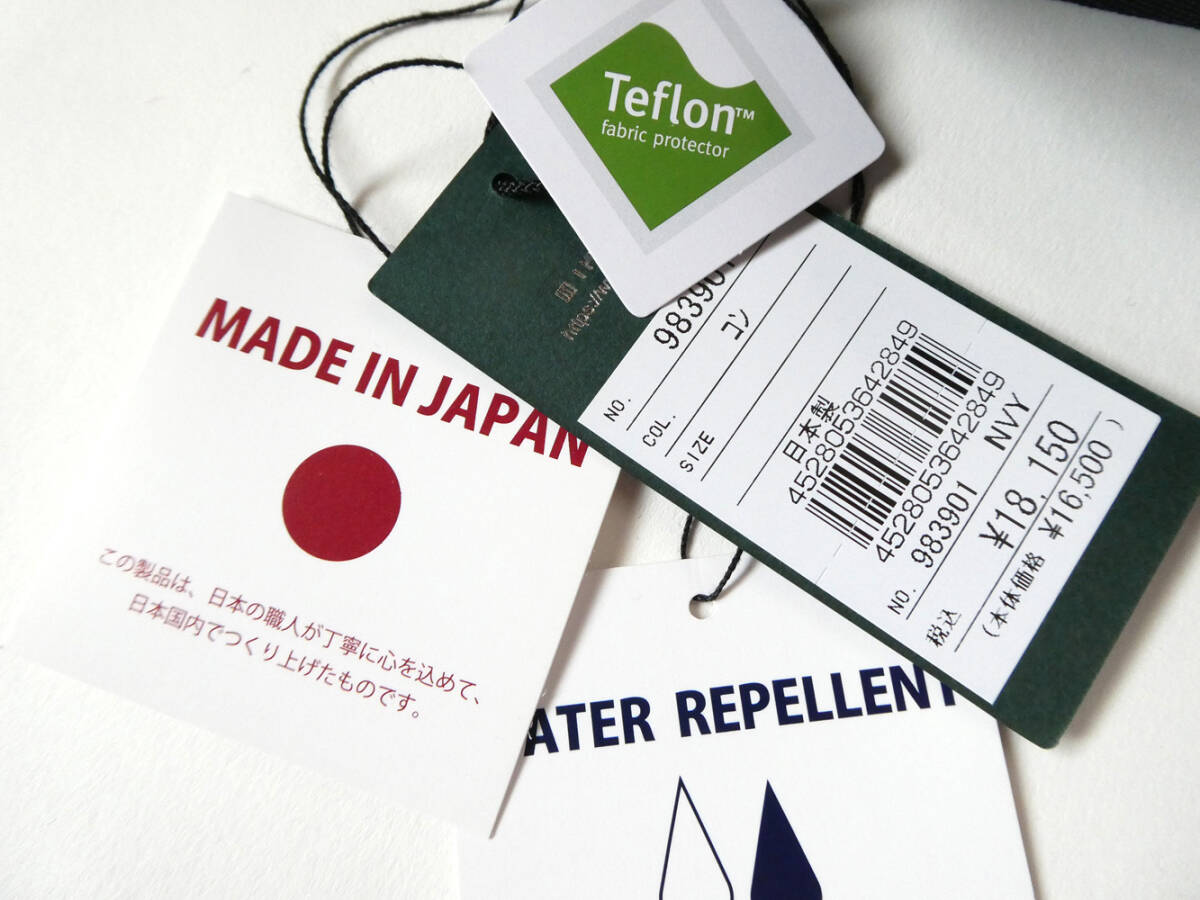 Teflon™
fabric protector
MADE IN JAPAN
この製品は、日本の職人が丁寧に心を込めて、
日本国内でつくり上げたものです。
NO. 983901
COL. コン
SIZE
日本製
4528053642849
4528053642849
NO. 983901 NVY
税込 ¥18,150
(本体価格 ¥16,500 )
ATER REPELLENT